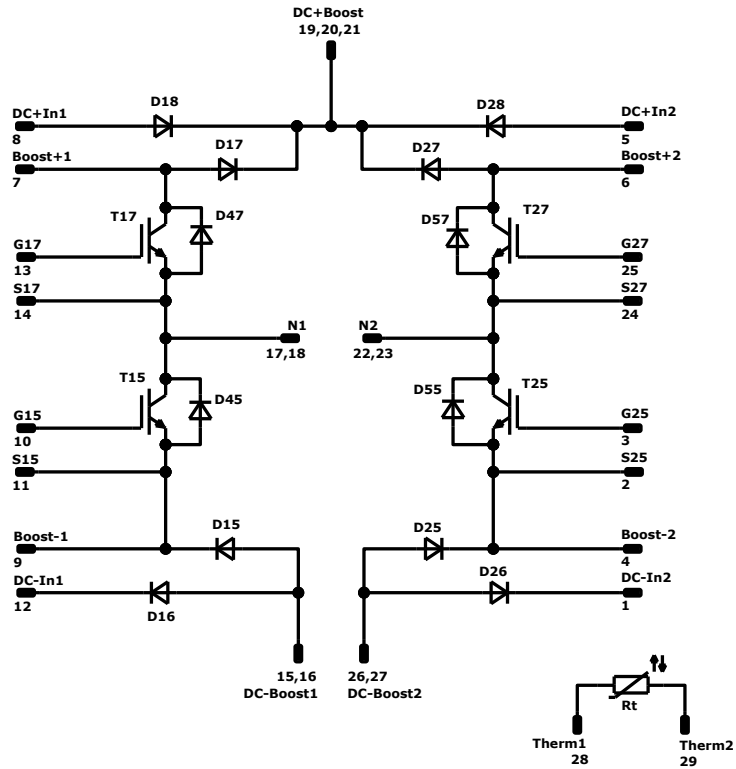 DC+Boost
19,20,21
DC+In1
D18
D28
DC+In2
8
5
Boost+1
D17
D27
Boost+2
7
6
T17
D47
D57
T27
G17
G27
13
25
S17
S27
14
24
N1
N2
17,18
22,23
T15
D45
D55
T25
G15
G25
10
3
S15
S25
11
2
Boost-1
D15
D25
Boost-2
9
4
DC-In1
D26
DC-In2
12
D16
1
15,16
DC-Boost1
26,27
DC-Boost2
Rt
Therm1
28
Therm2
29